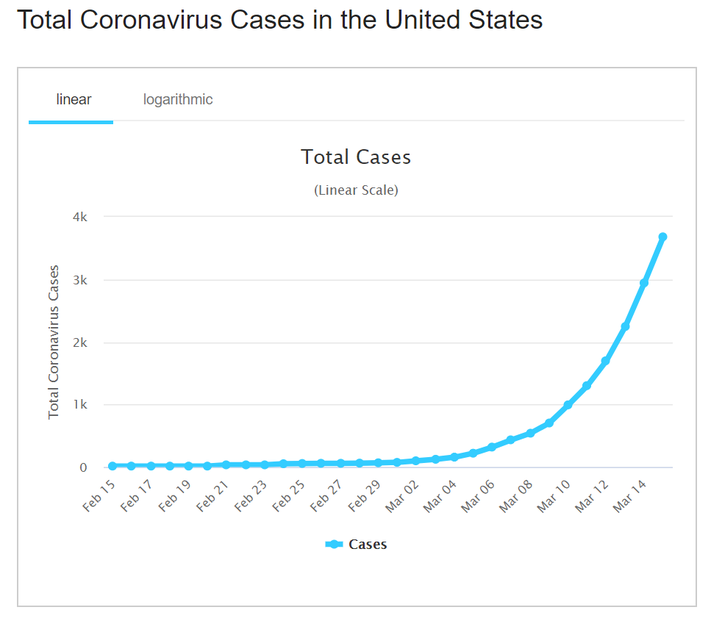 Total Coronavirus Cases in the United States
linear logarithmic
Total Cases
(Linear Scale)
Total Coronavirus Cases
4k
3k
2k
1k
0
Feb 15 Feb 17 Feb 19 Feb 21 Feb 23 Feb 25 Feb 27 Feb 29 Mar 02 Mar 04 Mar 06 Mar 08 Mar 10 Mar 12 Mar 14
Cases